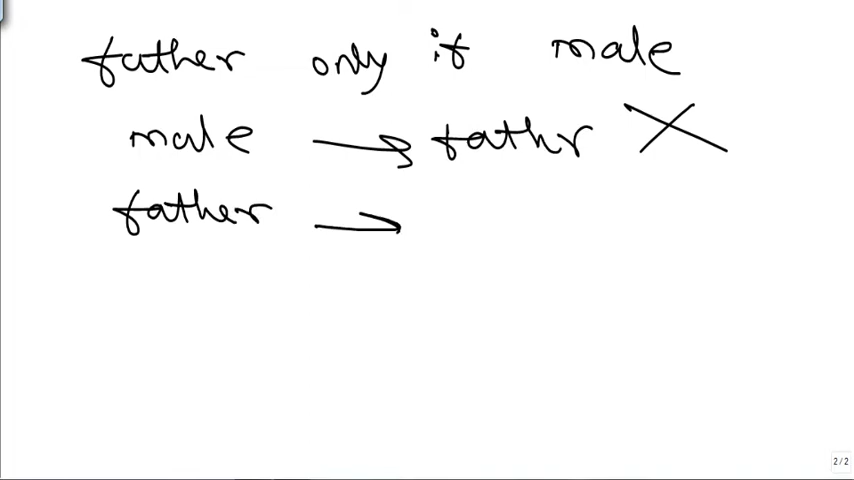 father only if male
male → fathr ✗
father →
2/2